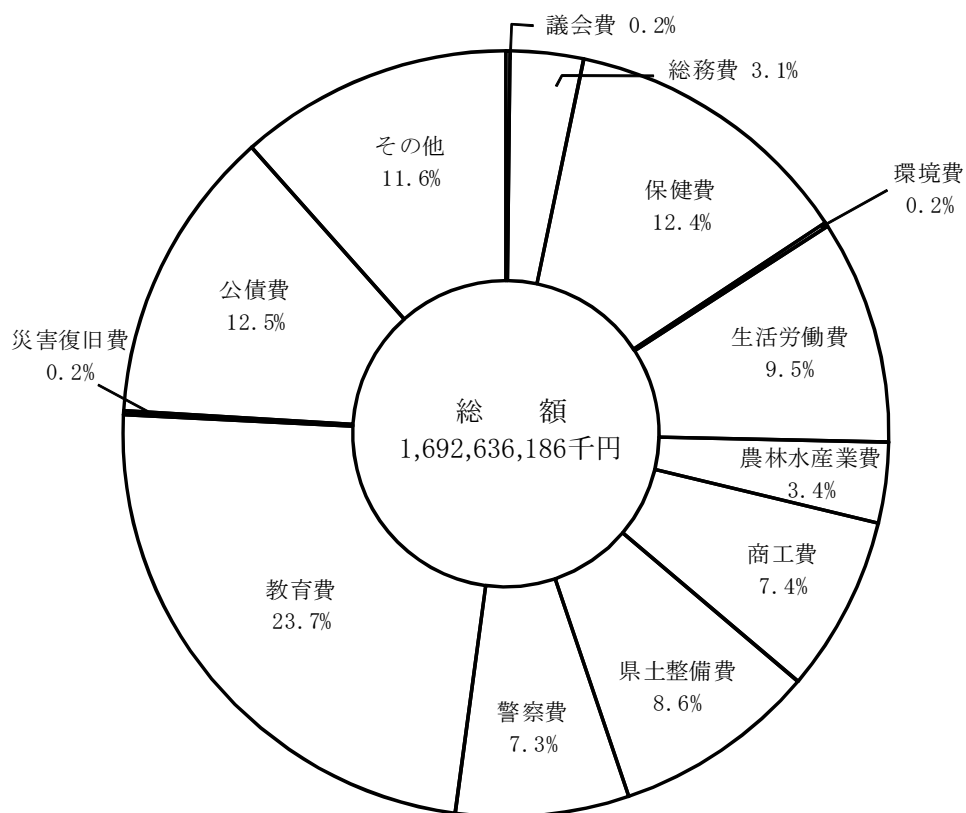 議会費 0.2%
総務費 3.1%
保健費
12.4%
環境費
0.2%
生活労働費
9.5%
農林水産業費
3.4%
商工費
7.4%
県土整備費
8.6%
警察費
7.3%
教育費
23.7%
災害復旧費
0.2%
公債費
12.5%
その他
11.6%
総　額
1,692,636,186千円